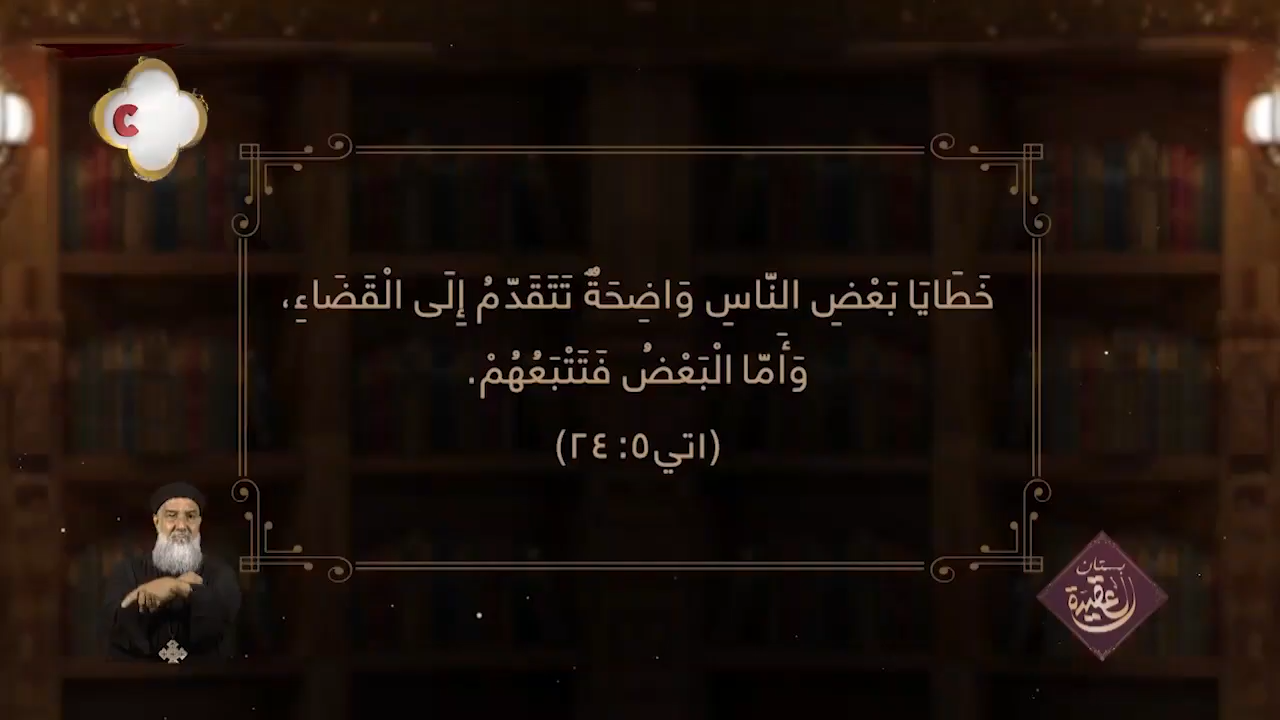 خَطَايَا بَعْضِ النَّاسِ وَاضِحَةٌ تَتَقَدَّمُ إِلَى الْقَضَاءِ،
وَأَمَّا الْبَعْضُ فَتَتْبَعُهُمْ.
(١تي٥: ٢٤)
C
بستان
العقيدة